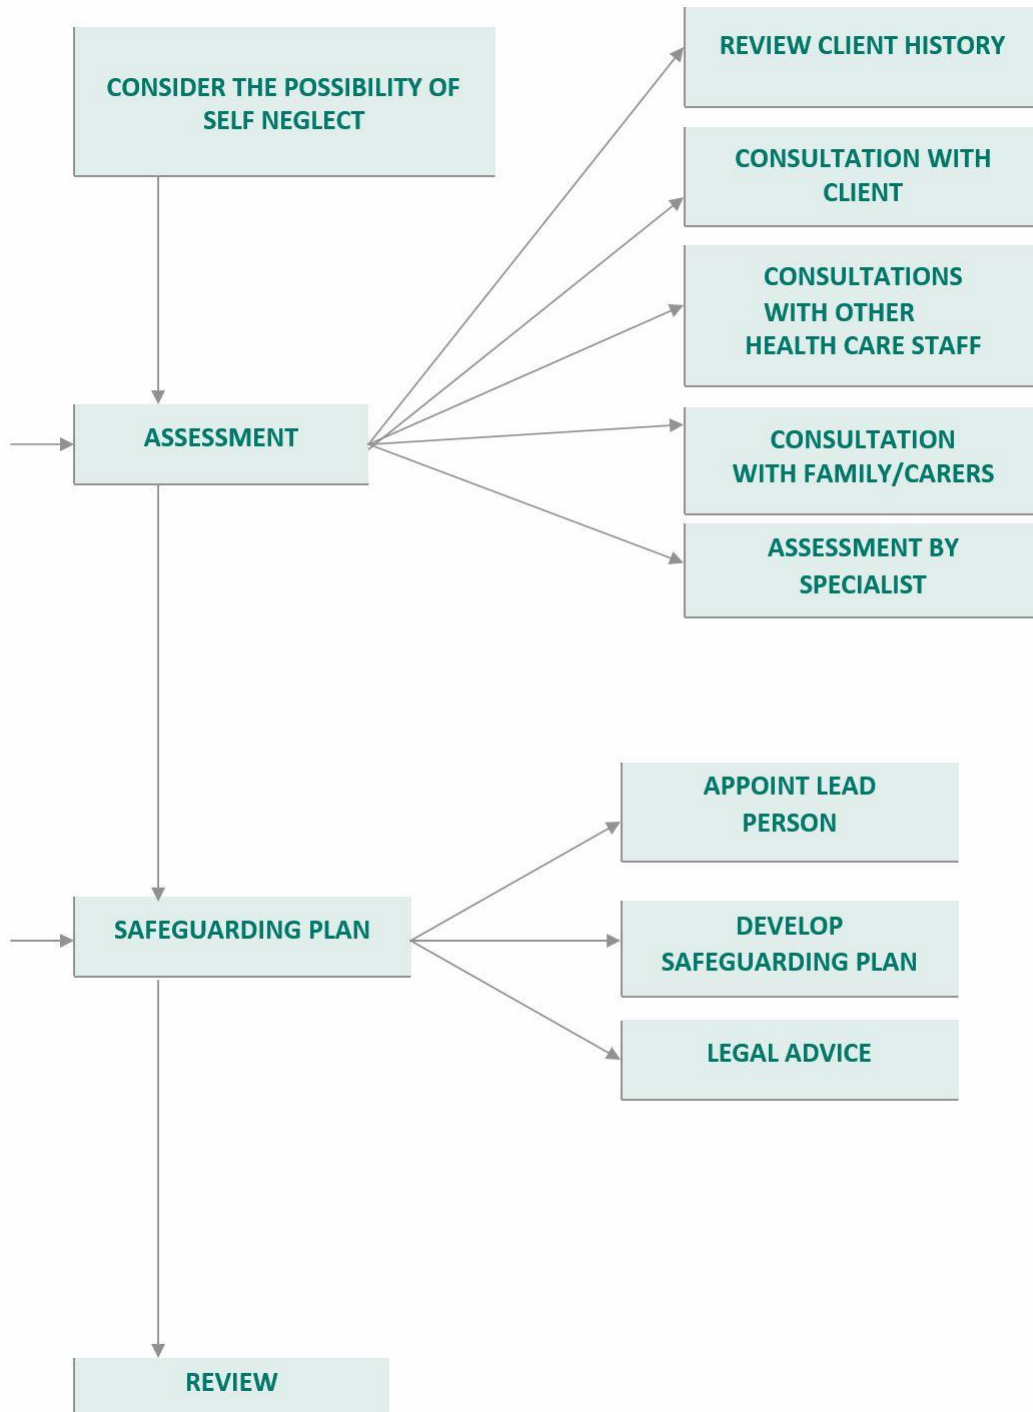 CONSIDER THE POSSIBILITY OF
SELF NEGLECT
REVIEW CLIENT HISTORY
CONSULTATION WITH
CLIENT
CONSULTATIONS
WITH OTHER
HEALTH CARE STAFF
ASSESSMENT
CONSULTATION
WITH FAMILY/CARERS
ASSESSMENT BY
SPECIALIST
APPOINT LEAD
PERSON
SAFEGUARDING PLAN
DEVELOP
SAFEGUARDING PLAN
LEGAL ADVICE
REVIEW